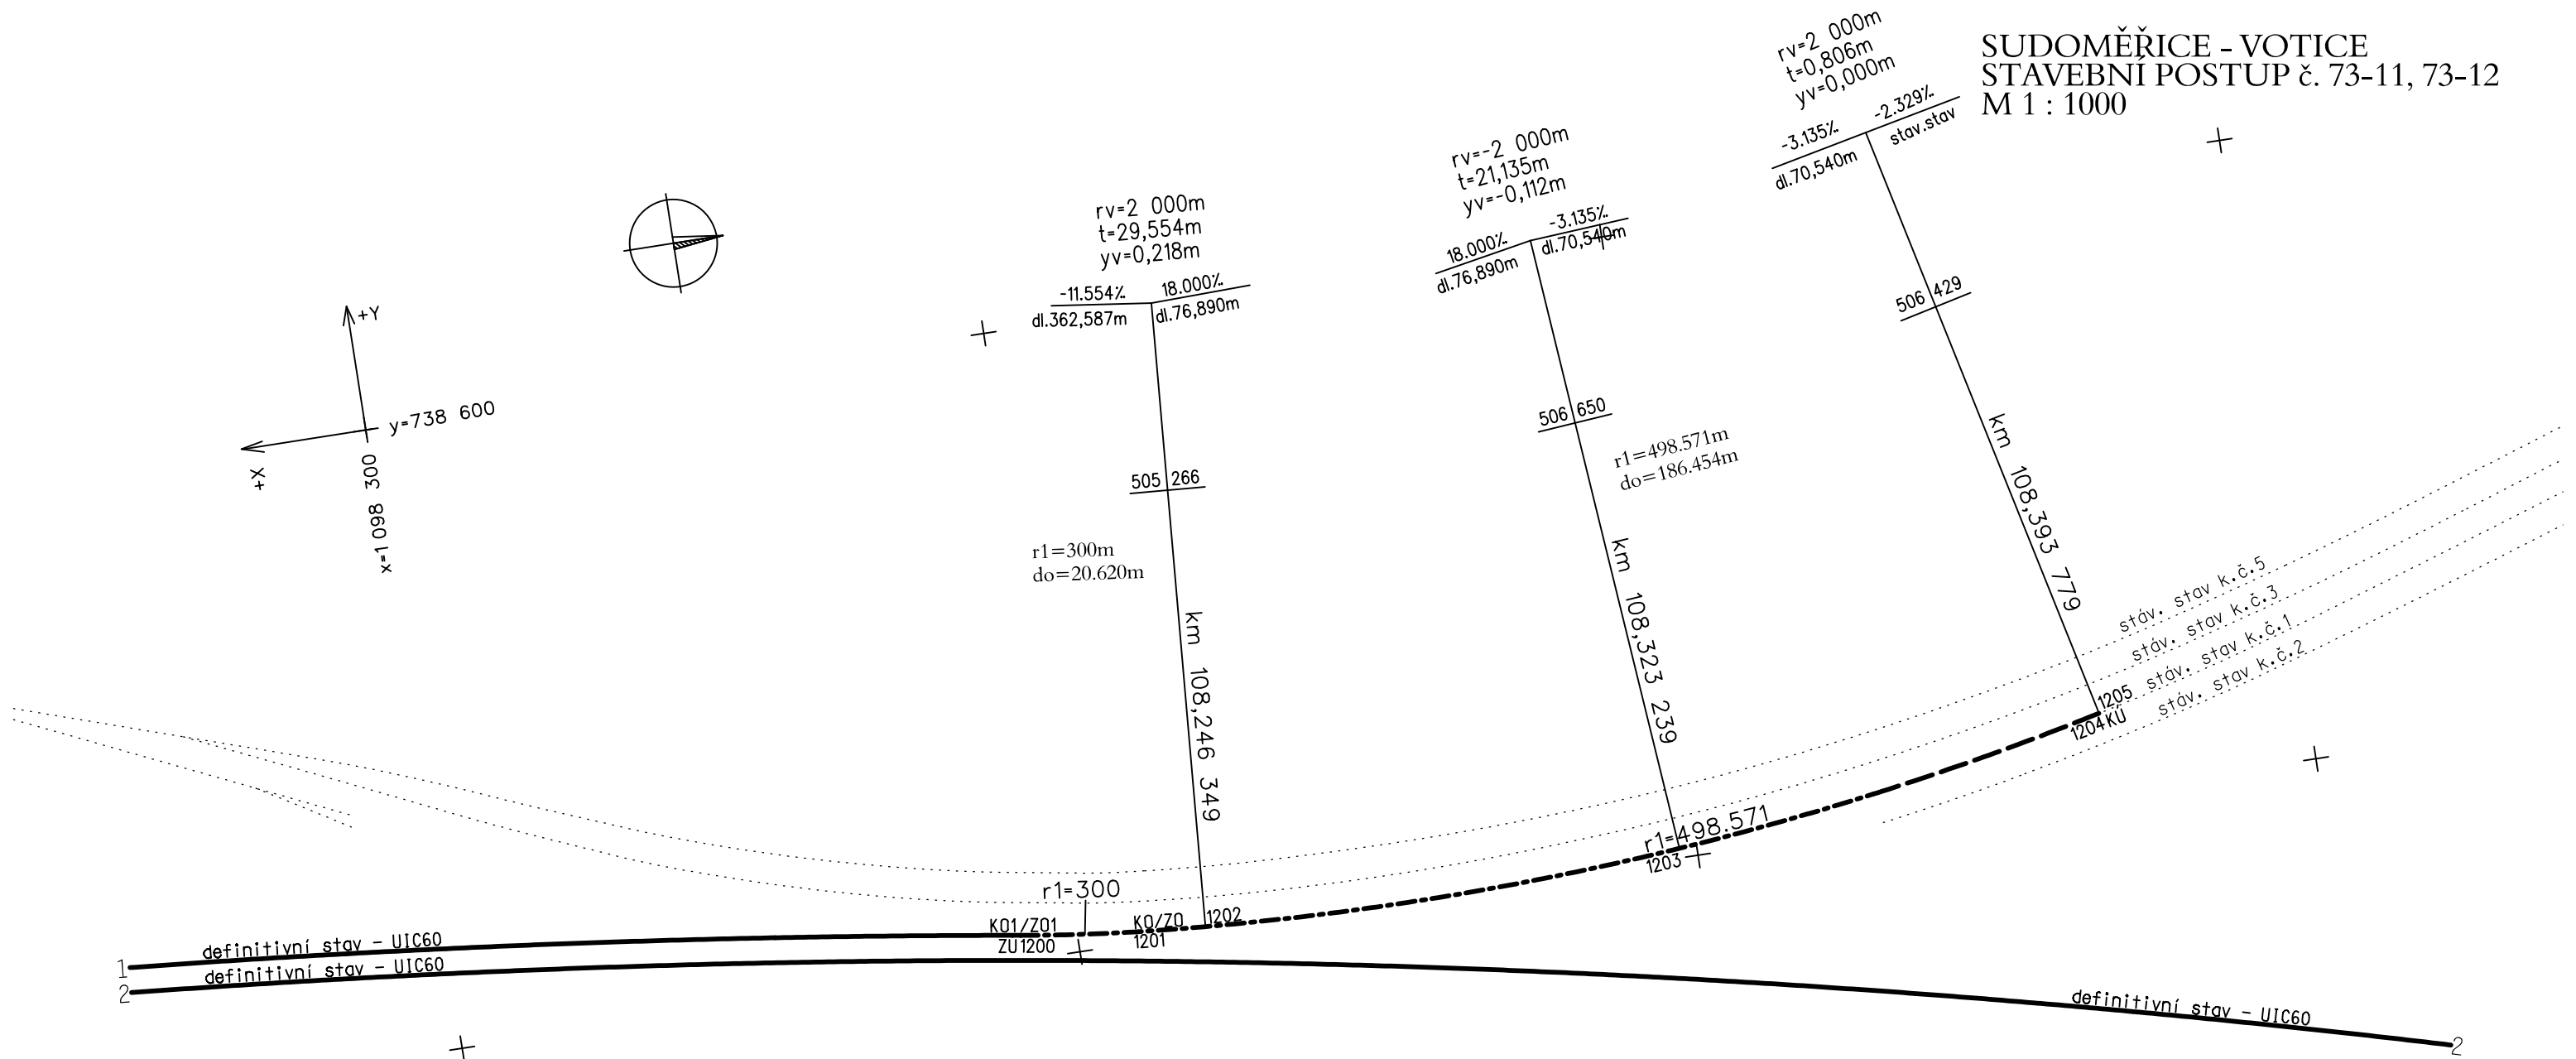 SUDOMĚŘICE - VOTICE
STAVEBNÍ POSTUP č. 73-11, 73-12
M 1 : 1000
+Y
+X
y=738 600
x=1 098 300
rv=2 000m
t=29,554m
yv=0,218m
-11.554‰ 18.000‰
dl.362,587m dl.76,890m
505 266
km 108,246 349
r1=300m
do=20.620m
rv=-2 000m
t=21,135m
yv=-0,112m
18.000‰ -3.135‰
dl.76,890m dl.70,540m
506 650
km 108,323 239
r1=498.571m
do=186.454m
rv=2 000m
t=0,806m
yv=0,000m
-3.135‰ -2.329‰
dl.70,540m stav.stav
506 429
km 108,393 779
stáv. stav k.č.5
stáv. stav k.č.3
stáv. stav k.č.1
stáv. stav k.č.2
1205
1204KÚ
r1=498.571
1203
r1=300
KO1/ZO1
ZU1200
KO/ZO
1201
1202
definitivní stav - UIC60
1
definitivní stav - UIC60
2
definitivní stav - UIC60
2